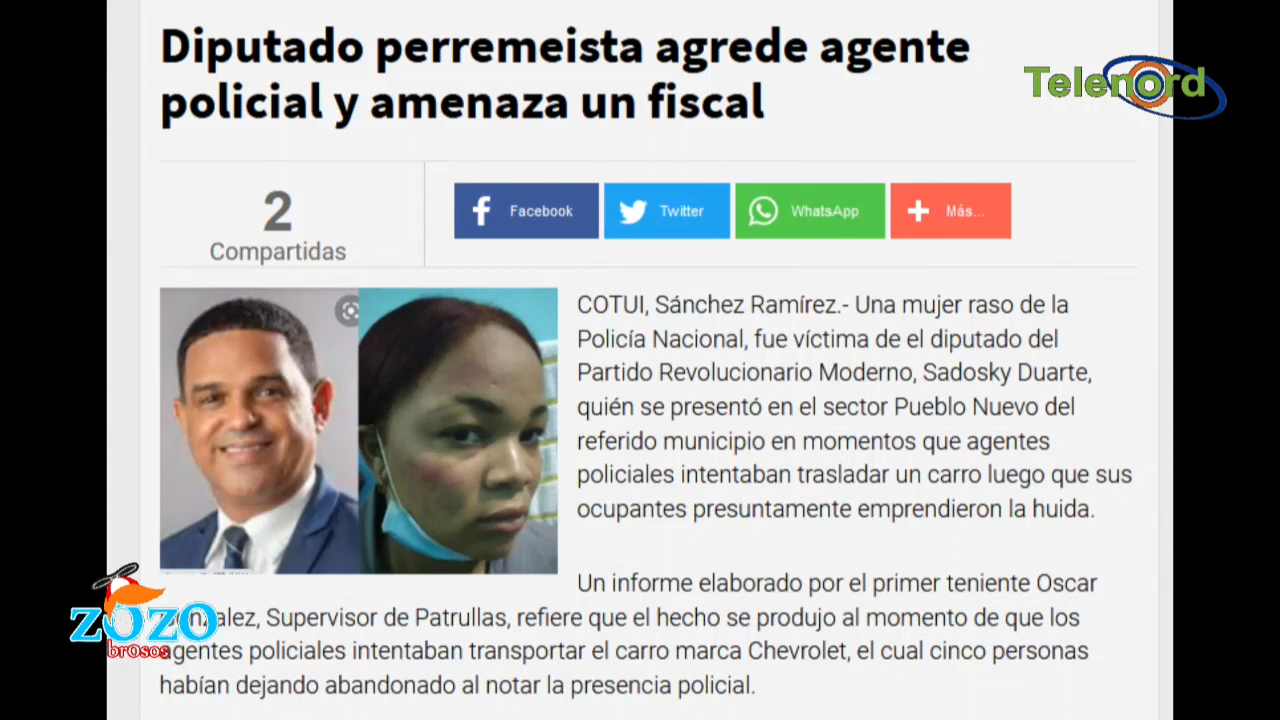 Diputado perremeista agrede agente
policial y amenaza un fiscal
Telenord
2
Compartidas
Facebook
Twitter
WhatsApp
Más...
COTUI, Sánchez Ramírez.- Una mujer raso de la
Policía Nacional, fue víctima de el diputado del
Partido Revolucionario Moderno, Sadosky Duarte,
quién se presentó en el sector Pueblo Nuevo del
referido municipio en momentos que agentes
policiales intentaban trasladar un carro luego que sus
ocupantes presuntamente emprendieron la huida.
Un informe elaborado por el primer teniente Oscar
Supervisor de Patrullas, refiere que el hecho se produjo al momento de que los
agentes policiales intentaban transportar el carro marca Chevrolet, el cual cinco personas
habían dejando abandonado al notar la presencia policial.
ZOZO
brosos